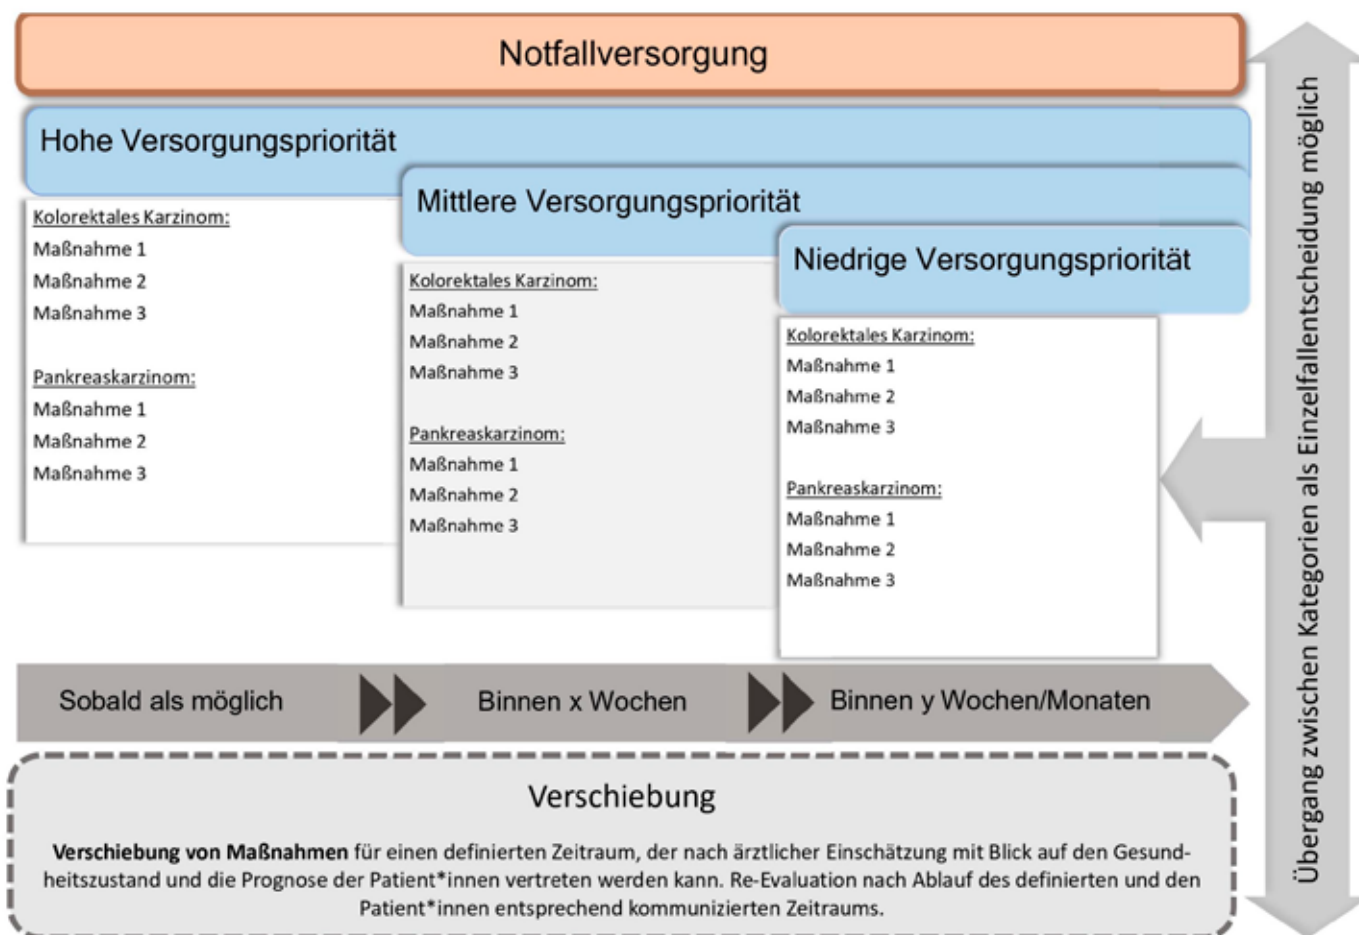 Notfallversorgung
Hohe Versorgungspriorität
Kolorektales Karzinom:
Maßnahme 1
Maßnahme 2
Maßnahme 3
Pankreaskarzinom:
Maßnahme 1
Maßnahme 2
Maßnahme 3
Mittlere Versorgungspriorität
Kolorektales Karzinom:
Maßnahme 1
Maßnahme 2
Maßnahme 3
Pankreaskarzinom:
Maßnahme 1
Maßnahme 2
Maßnahme 3
Niedrige Versorgungspriorität
Kolorektales Karzinom:
Maßnahme 1
Maßnahme 2
Maßnahme 3
Pankreaskarzinom:
Maßnahme 1
Maßnahme 2
Maßnahme 3
Übergang zwischen Kategorien als Einzelfallentscheidung möglich
Sobald als möglich
Binnen x Wochen
Binnen y Wochen/Monaten
Verschiebung
Verschiebung von Maßnahmen für einen definierten Zeitraum, der nach ärztlicher Einschätzung mit Blick auf den Gesund-
heitszustand und die Prognose der Patient*innen vertreten werden kann. Re-Evaluation nach Ablauf des definierten und den
Patient*innen entsprechend kommunizierten Zeitraums.